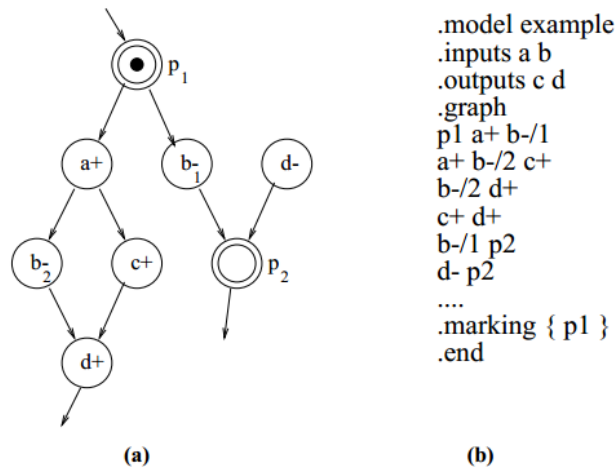 p1
a+
b-1
d-
b-2
c+
p2
d+
(a)
.model example
.inputs a b
.outputs c d
.graph
p1 a+ b-/1
a+ b-/2 c+
b-/2 d+
c+ d+
b-/1 p2
d- p2
....
.marking { p1 }
.end
(b)